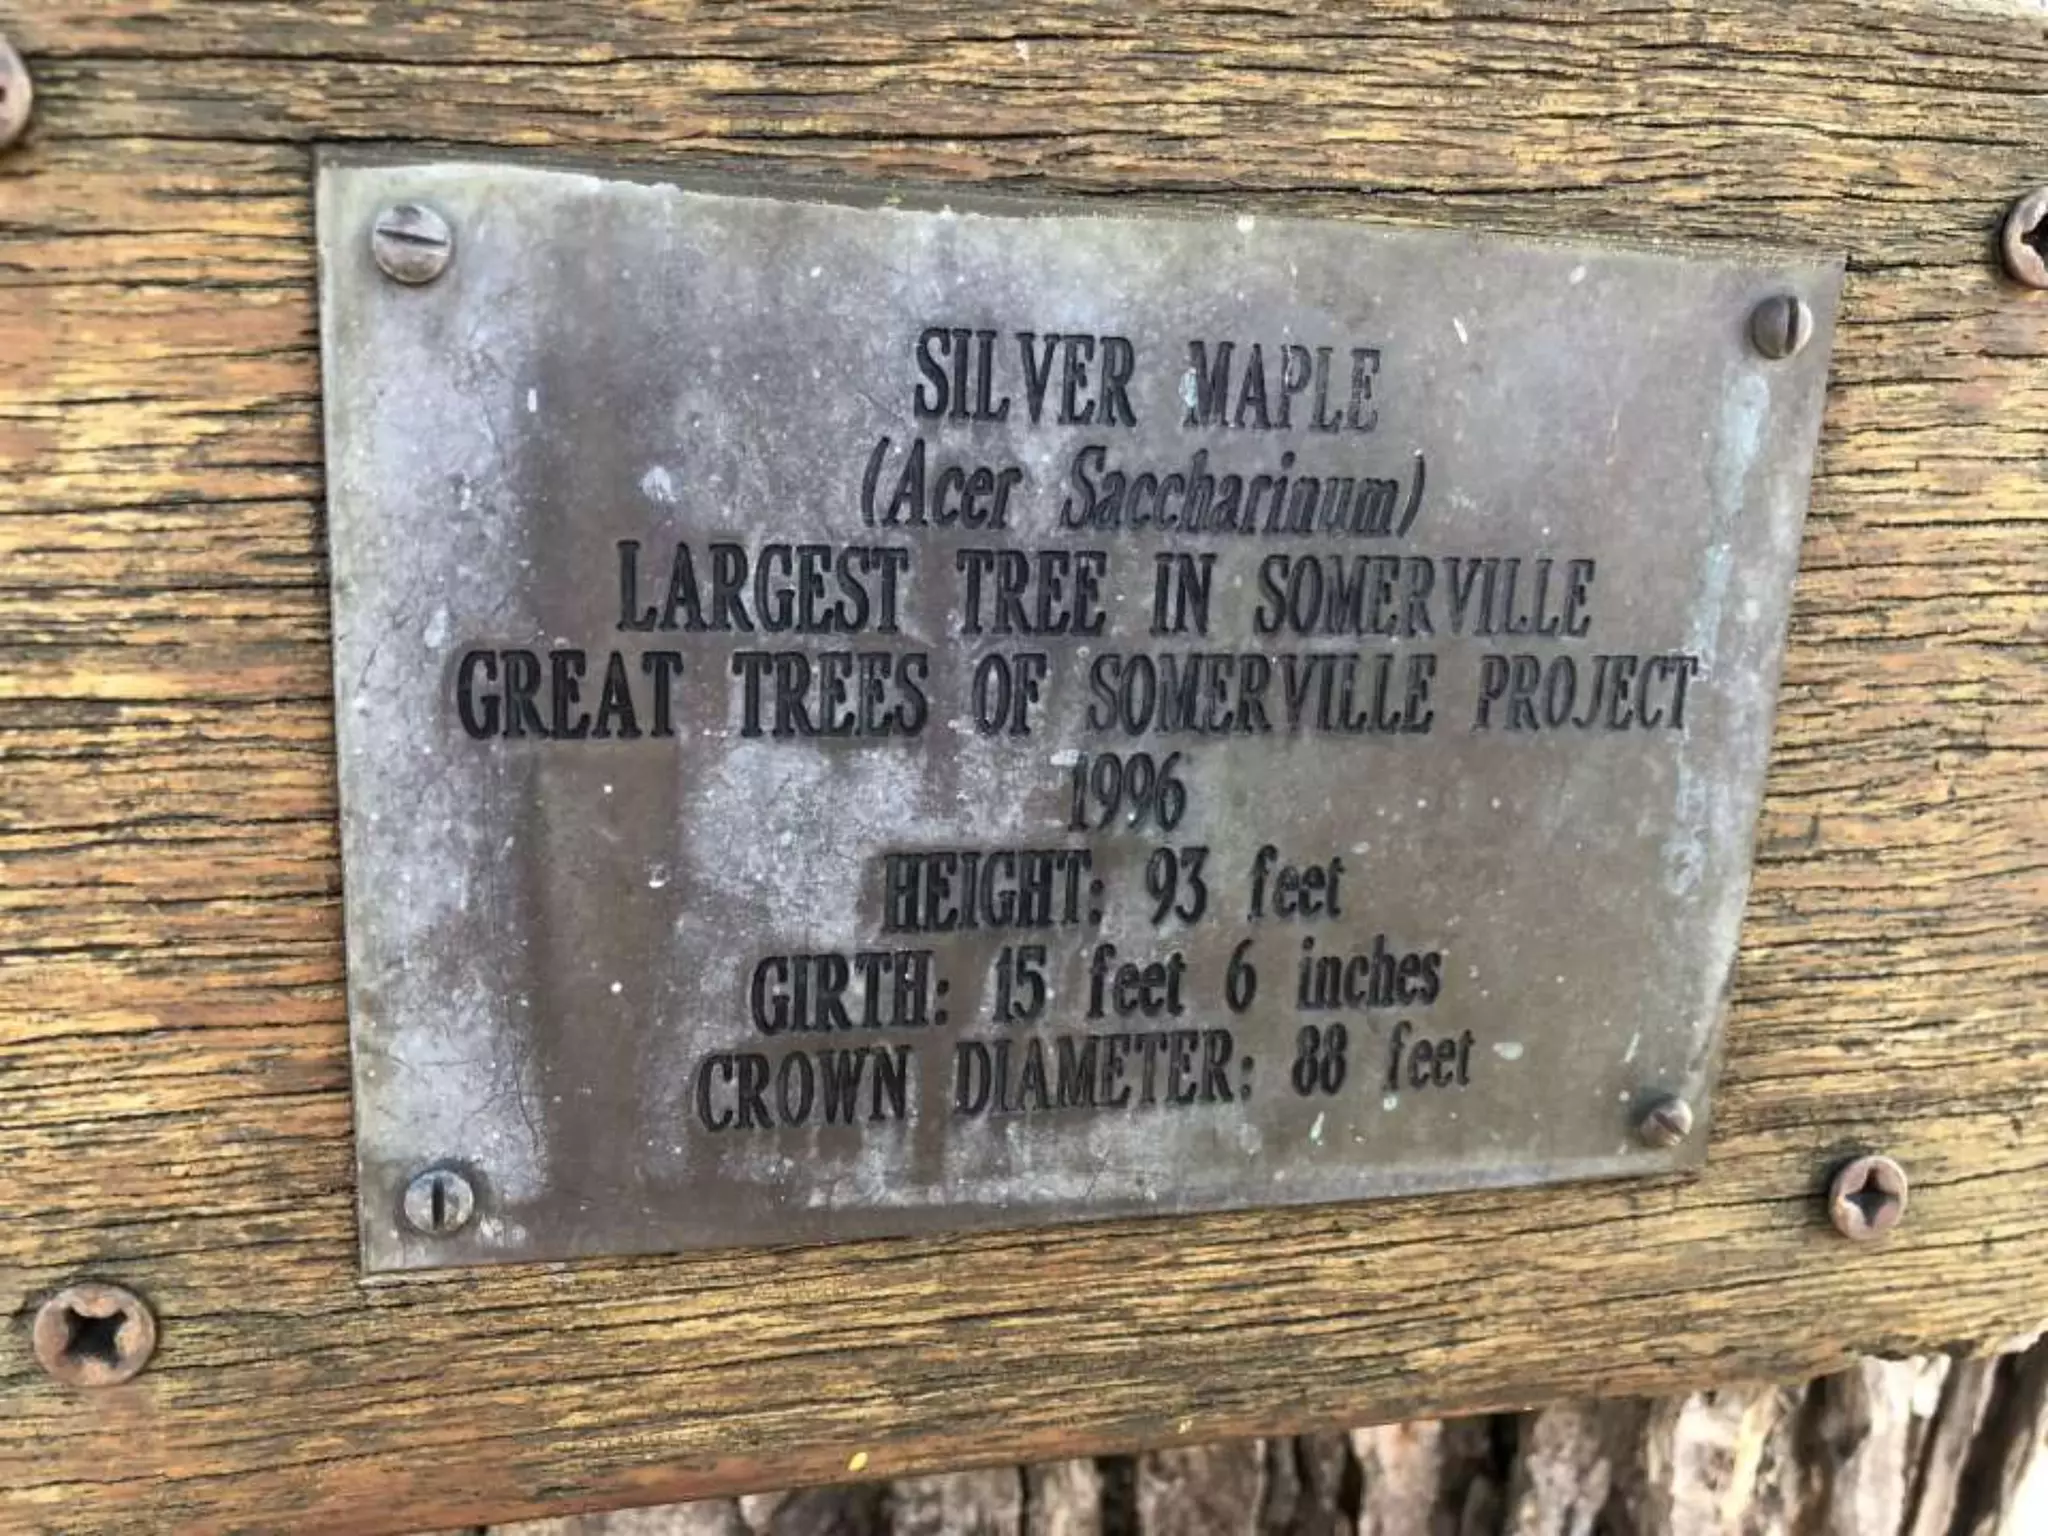 SILVER MAPLE
(Acer Saccharinum)
LARGEST TREE IN SOMERVILLE
GREAT TREES OF SOMERVILLE PROJECT
1996
HEIGHT: 93 feet
GIRTH: 15 feet 6 inches
CROWN DIAMETER: 88 feet